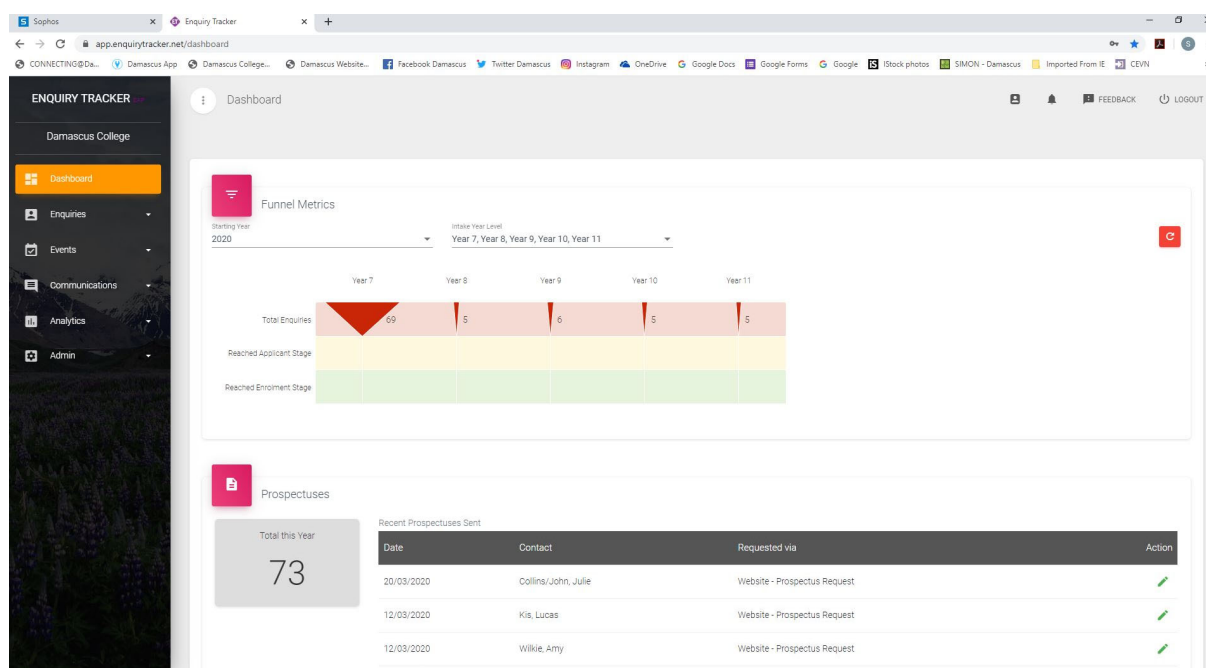 Sophos
Enquiry Tracker
app.enquirytracker.net/dashboard
CONNECTING@Da... Damascus App Damascus College... Damascus Website... Facebook Damascus Twitter Damascus Instagram OneDrive Google Docs Google Forms Google iStock photos SIMON - Damascus Imported From IE CEVN
ENQUIRY TRACKER
Dashboard
FEEDBACK
LOGOUT
Damascus College
Dashboard
Enquiries
Events
Communications
Analytics
Admin
Funnel Metrics
Starting Year
2020
Intake Year Level
Year 7, Year 8, Year 9, Year 10, Year 11
Year 7 Year 8 Year 9 Year 10 Year 11
Total Enquiries 69 5 6 5 5
Reached Applicant Stage
Reached Enrolment Stage
Prospectuses
Total this Year
73
Recent Prospectuses Sent
Date Contact Requested via Action
20/03/2020 Collins/John, Julie Website - Prospectus Request
12/03/2020 Kis, Lucas Website - Prospectus Request
12/03/2020 Wilkie, Amy Website - Prospectus Request